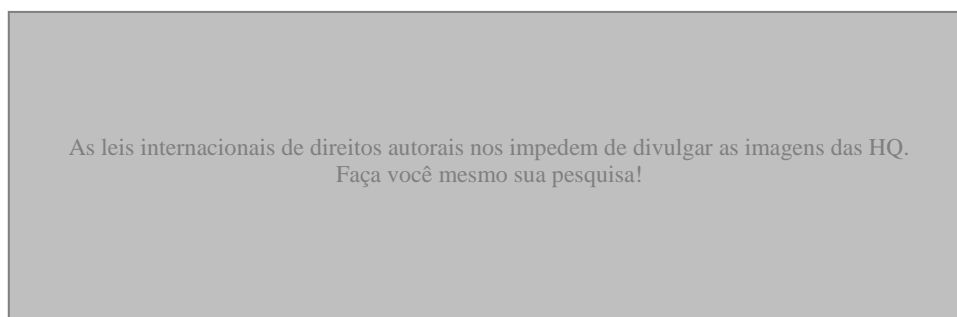 As leis internacionais de direitos autorais nos impedem de divulgar as imagens das HQ.
Faça você mesmo sua pesquisa!